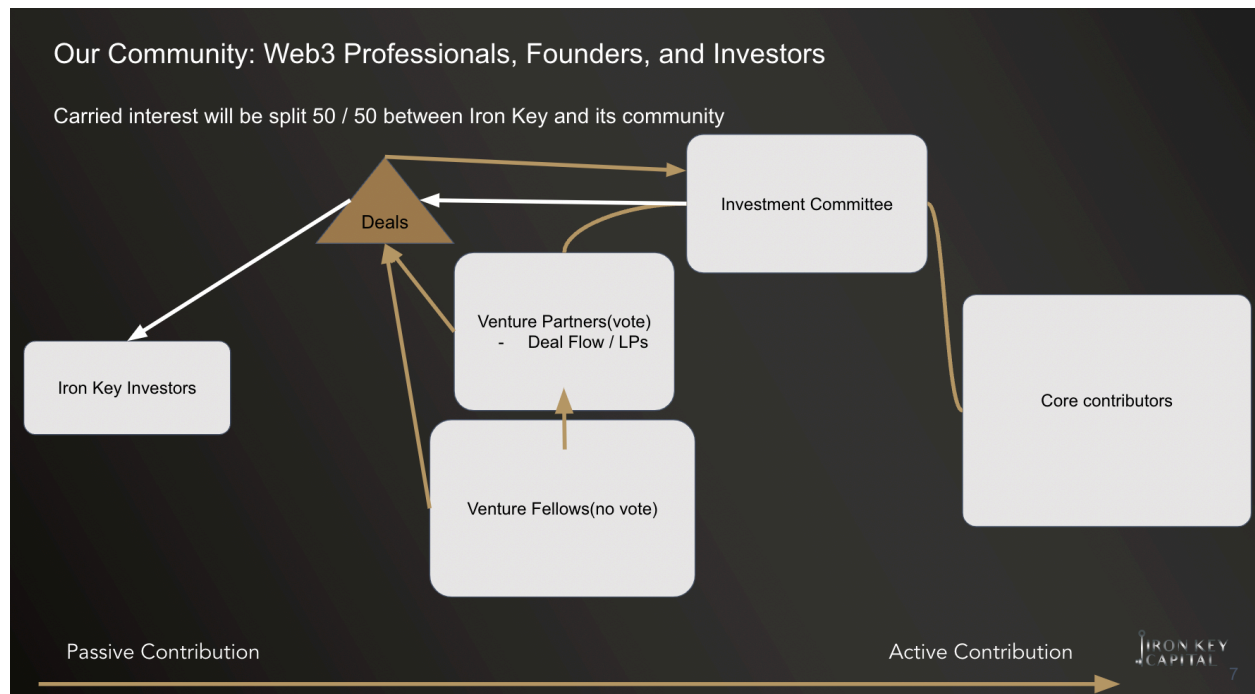 Our Community: Web3 Professionals, Founders, and Investors
Carried interest will be split 50 / 50 between Iron Key and its community
Investment Committee
Deals
Venture Partners(vote)
- Deal Flow / LPs
Iron Key Investors
Core contributors
Venture Fellows(no vote)
Passive Contribution
Active Contribution
IRON KEY
CAPITAL
7